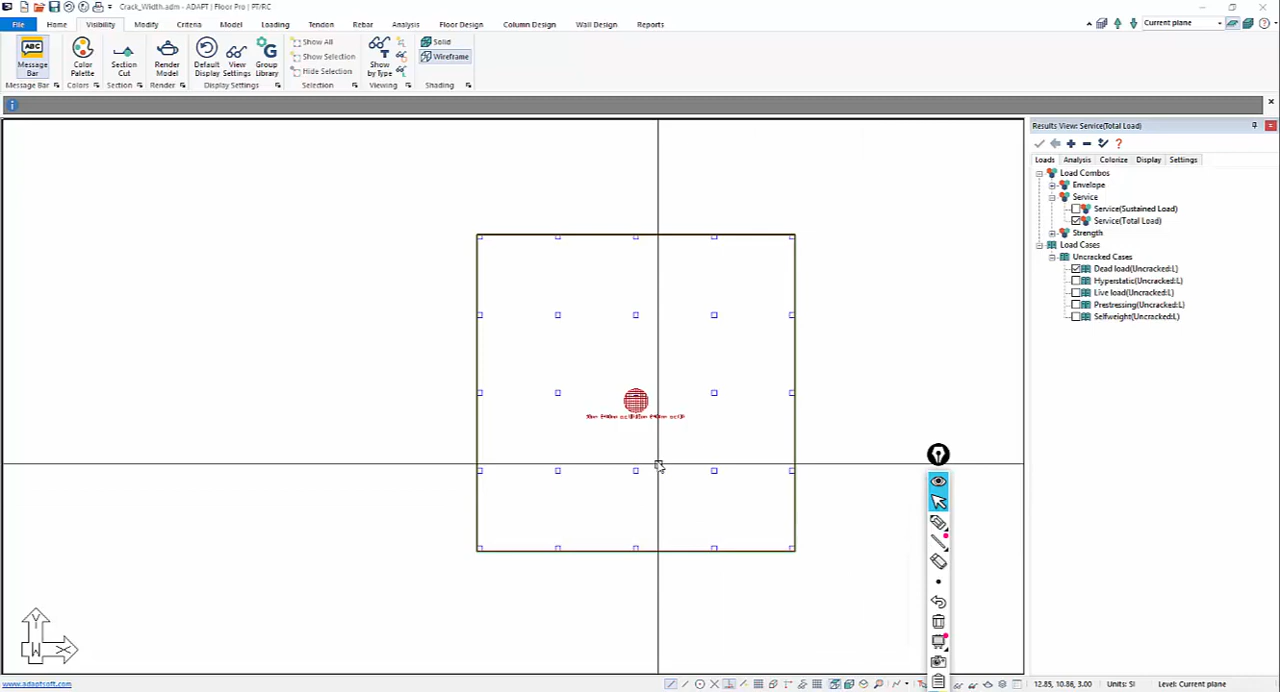 Crack_Width.adm - ADAPT | Floor Pro | PT/RC
File Home Visibility Modify Criteria Model Loading Tendon Rebar Analysis Floor Design Column Design Wall Design Reports
Current plane
ABC
Message Bar
Color Palette
Section Cut
Render Model
Default Display
View Settings
Group Library
Show All
Show Selection
Hide Selection
Show by Type
Solid
Wireframe
Message Bar Colors Section Render Display Settings Selection Viewing Shading
Results View: Service(Total Load)
Loads Analysis Colorize Display Settings
Load Combos
Envelope
Service
Service(Sustained Load)
Service(Total Load)
Strength
Load Cases
Uncracked Cases
Dead load(Uncracked:L)
Hyperstatic(Uncracked:L)
Live load(Uncracked:L)
Prestressing(Uncracked:L)
Selfweight(Uncracked:L)
Y
W X
www.adaptsoft.com
12.85, 10.86, 3.00 Units: SI Level: Current plane